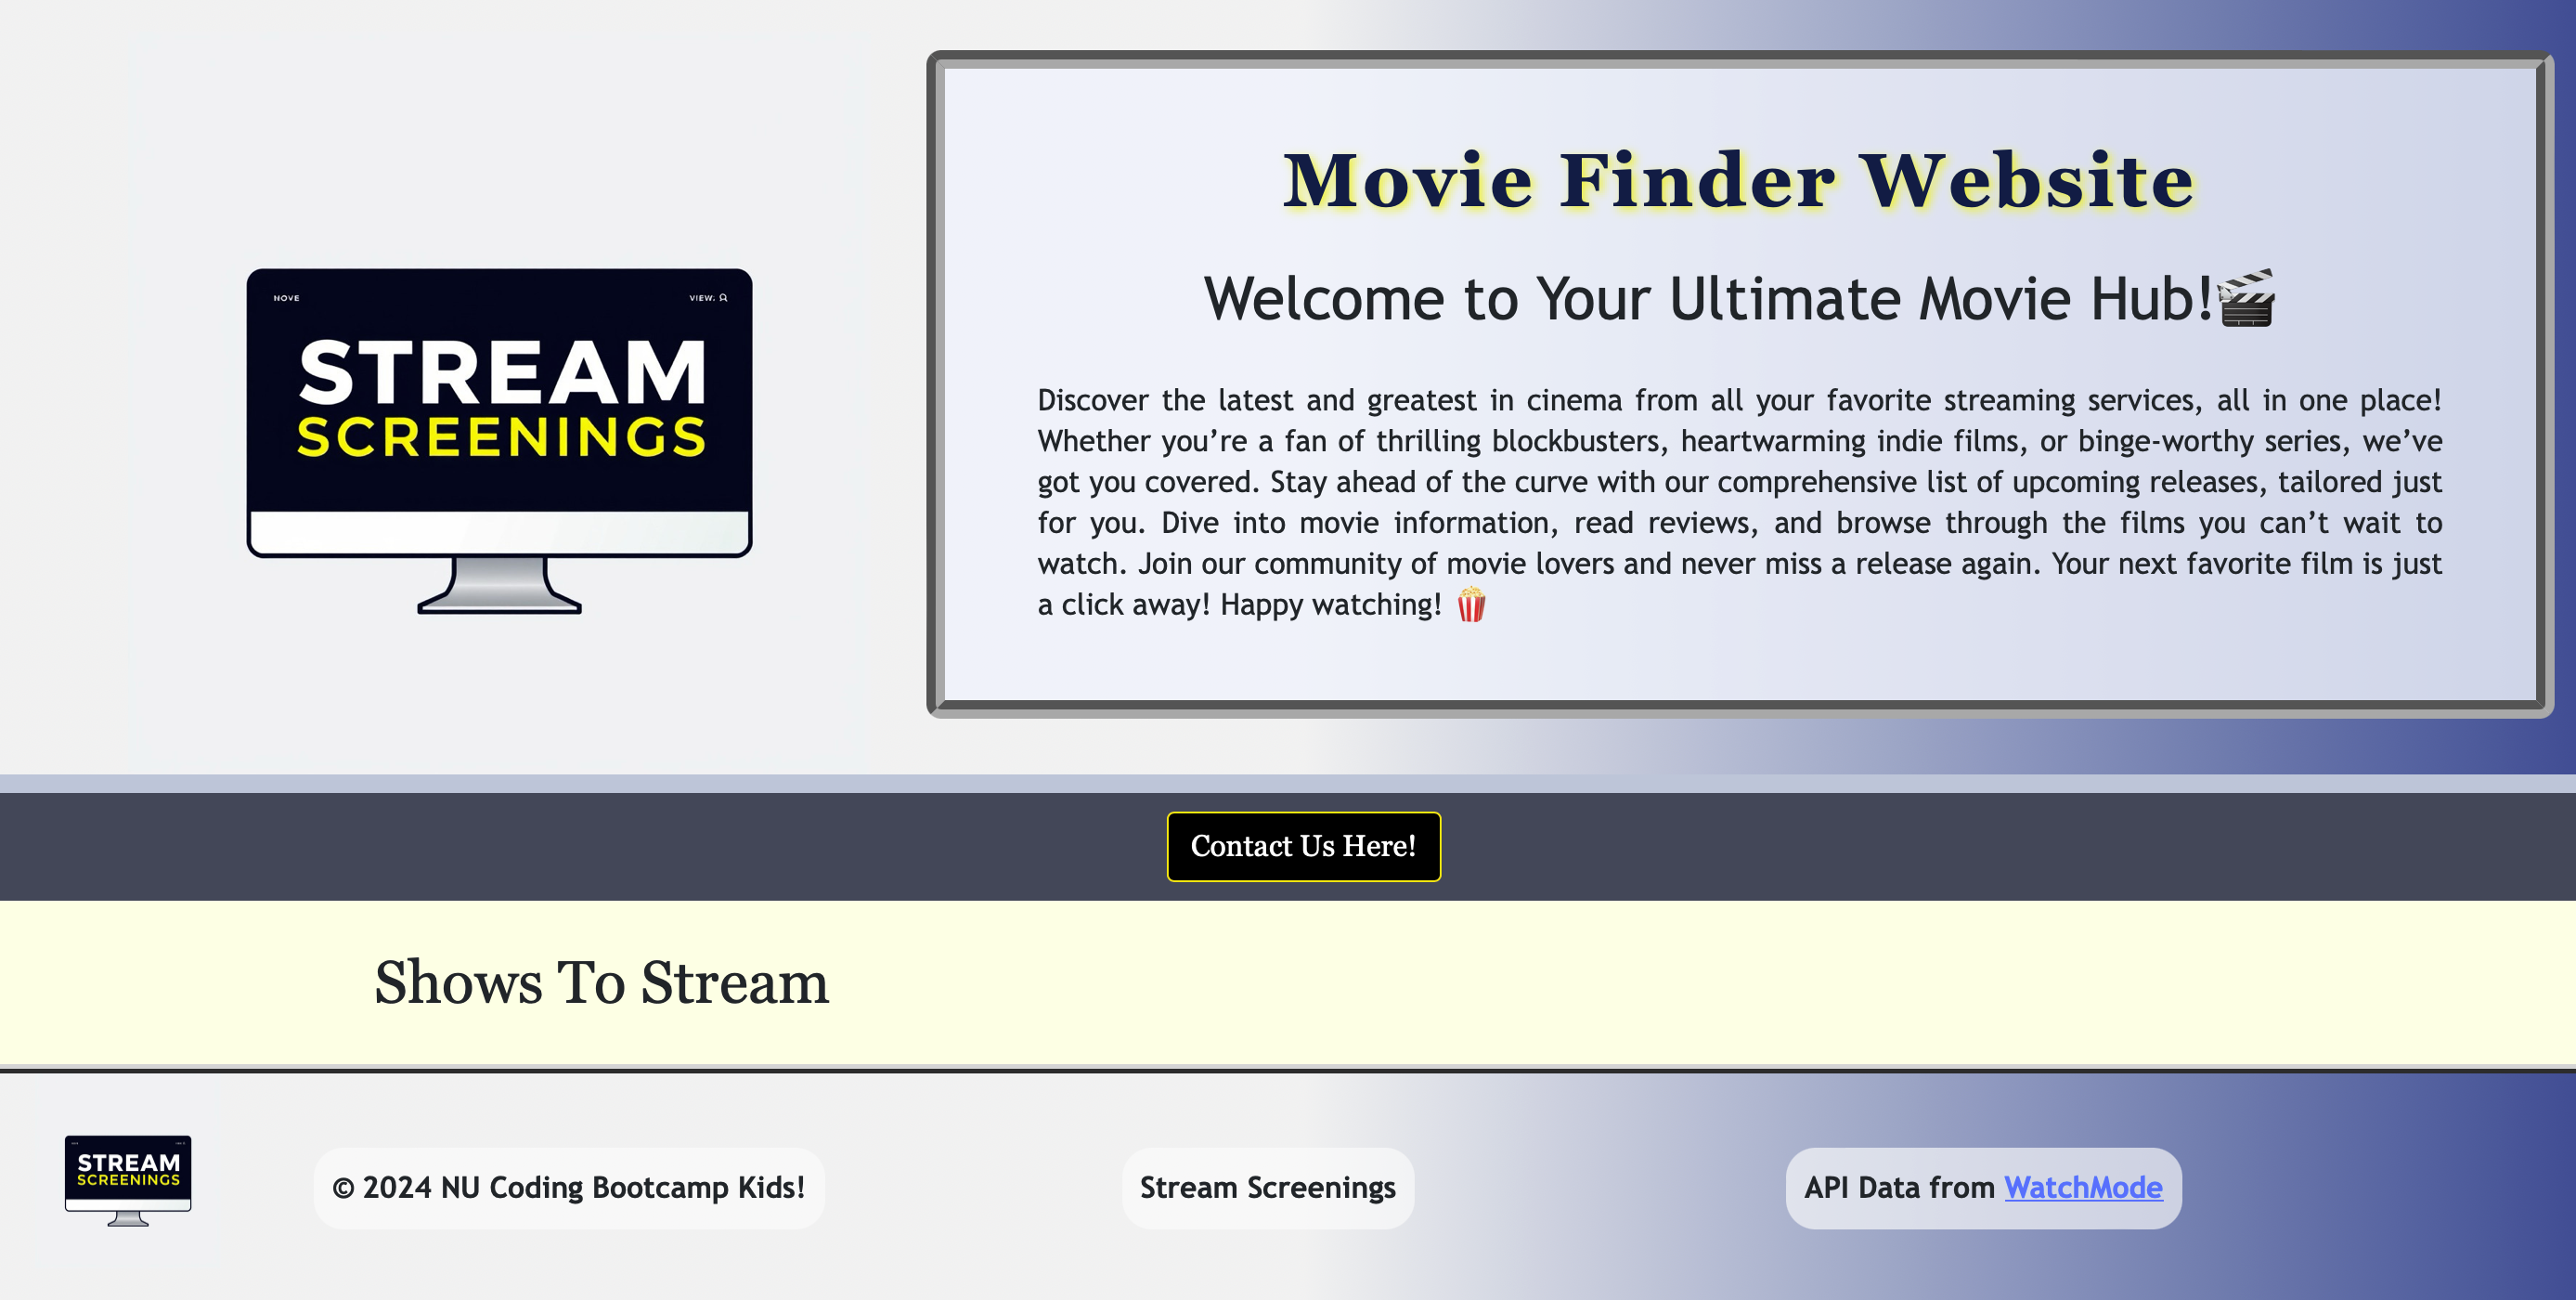 NOVE
VIEW.
STREAM
SCREENINGS
Movie Finder Website
Welcome to Your Ultimate Movie Hub!🎬
Discover the latest and greatest in cinema from all your favorite streaming services, all in one place!
Whether you’re a fan of thrilling blockbusters, heartwarming indie films, or binge-worthy series, we’ve
got you covered. Stay ahead of the curve with our comprehensive list of upcoming releases, tailored just
for you. Dive into movie information, read reviews, and browse through the films you can’t wait to
watch. Join our community of movie lovers and never miss a release again. Your next favorite film is just
a click away! Happy watching! 🍿
Contact Us Here!
Shows To Stream
STREAM
SCREENINGS
© 2024 NU Coding Bootcamp Kids!
Stream Screenings
API Data from WatchMode